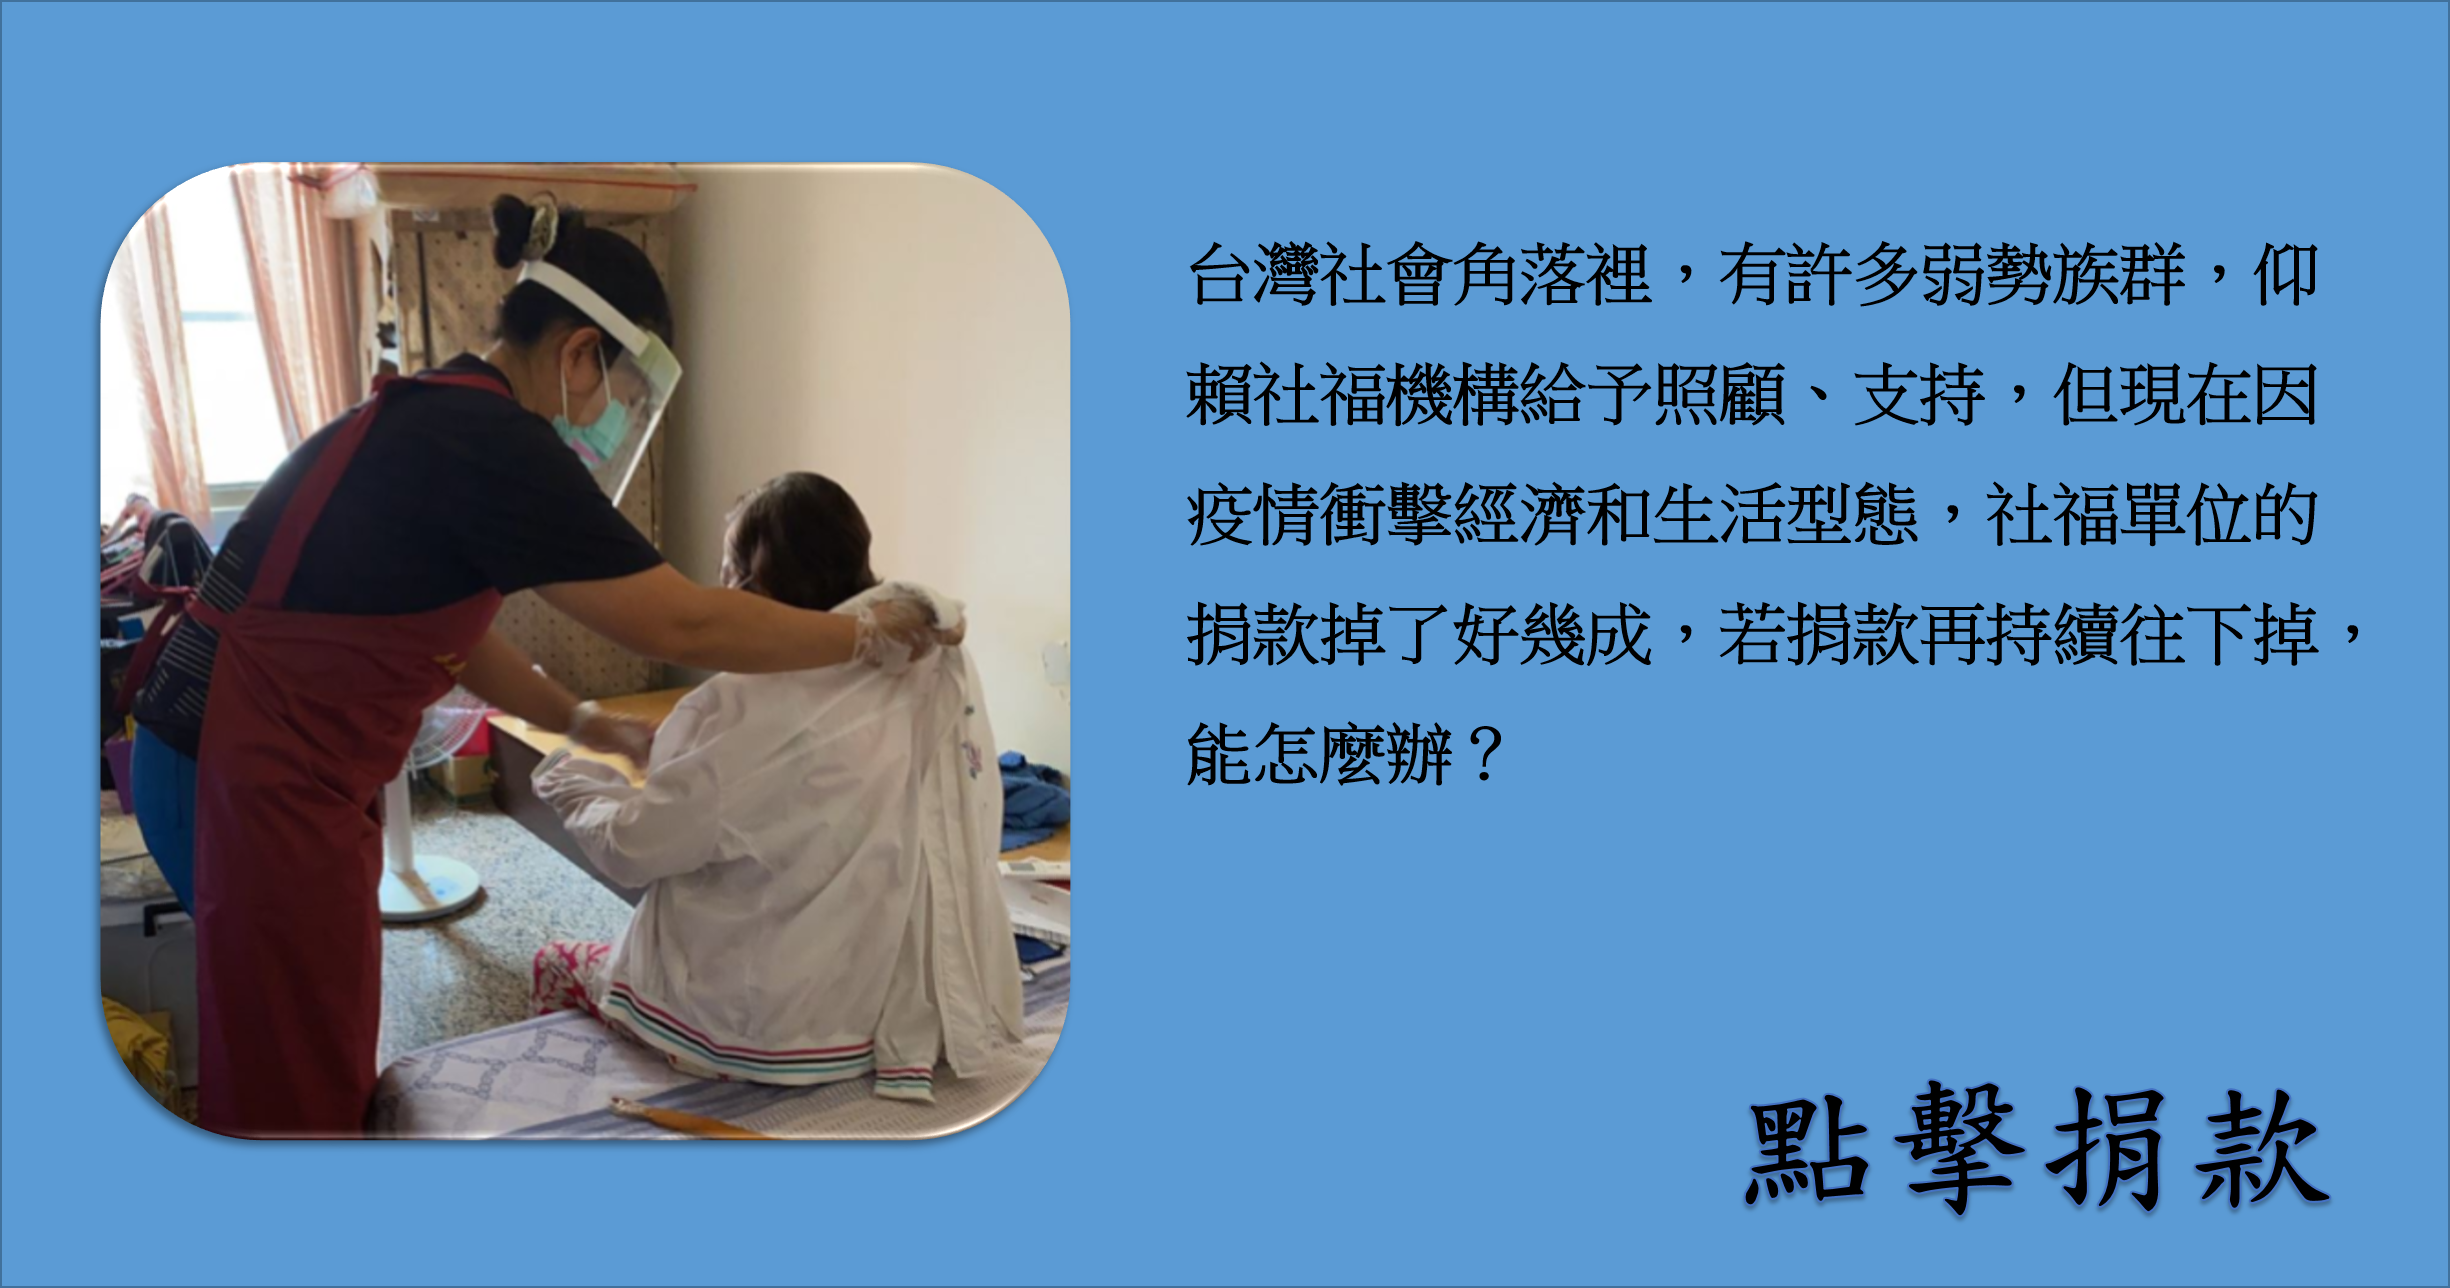 台灣社會角落裡，有許多弱勢族群，仰
賴社福機構給予照顧、支持，但現在因
疫情衝擊經濟和生活型態，社福單位的
捐款掉了好幾成，若捐款再持續往下掉，
能怎麼辦？
點擊捐款